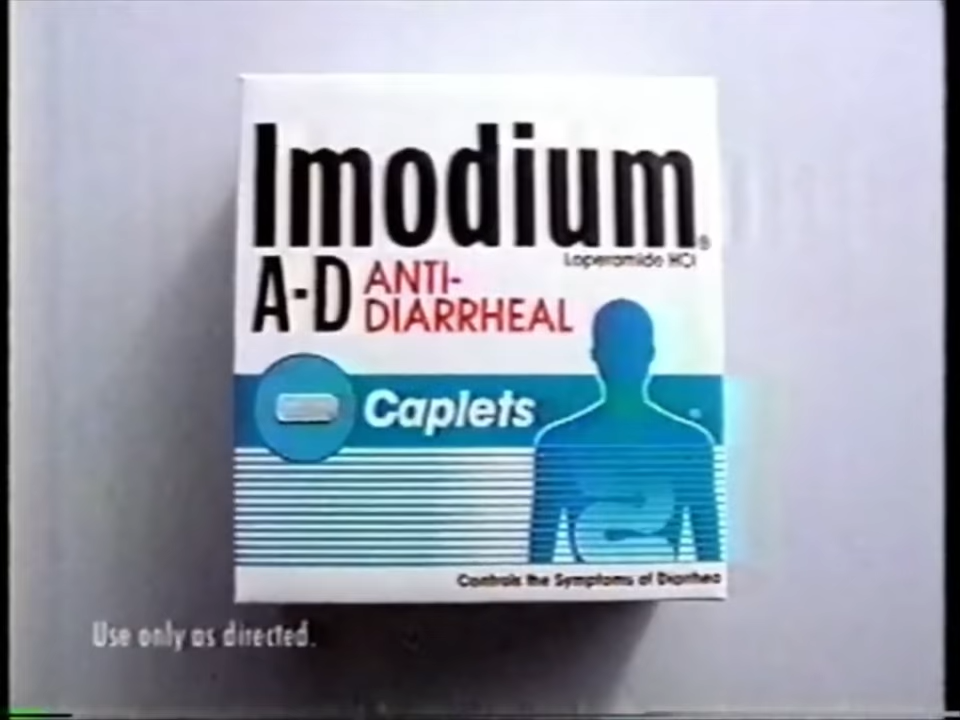 Imodium®
Loperamide HCl
A-D ANTI-
DIARRHEAL
Caplets
Controls the Symptoms of Diarrhea
Use only as directed.